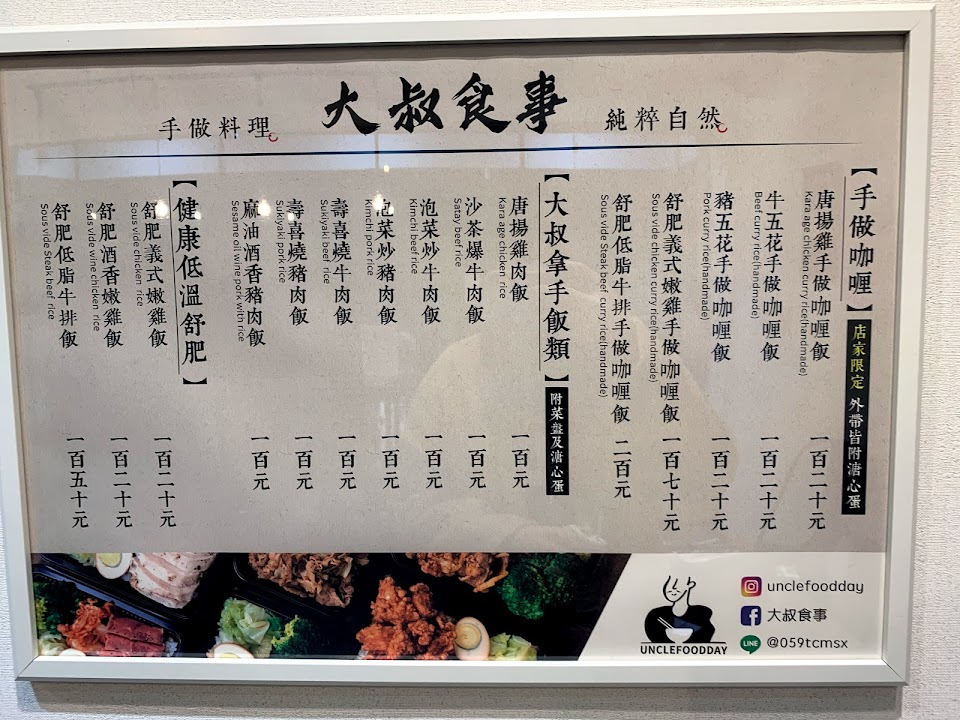 大叔食事
手做料理
純粹自然
【手做咖喱】店家限定 外帶皆附溏心蛋
唐揚雞手做咖喱飯 一百二十元
Kara age chicken curry rice(handmade)
牛五花手做咖喱飯 一百二十元
Beef curry rice(handmade)
豬五花手做咖喱飯 一百二十元
Pork curry rice(handmade)
舒肥義式嫩雞手做咖喱飯 一百七十元
Sous vide chicken curry rice(handmade)
舒肥低脂牛排手做咖喱飯 二百元
Sous vide Steak beef curry rice(handmade)
【大叔拿手飯類】附菜盤及溏心蛋
唐揚雞肉飯 一百元
Kara age chicken rice
沙茶爆牛肉飯 一百元
Satay beef rice
泡菜炒牛肉飯 一百元
Kimchi beef rice
泡菜炒豬肉飯 一百元
Kimchi pork rice
壽喜燒牛肉飯 一百元
Sukiyaki beef rice
壽喜燒豬肉飯 一百元
Sukiyaki pork rice
麻油酒香豬肉飯 一百元
Sesame oil wine pork with rice
【健康低溫舒肥】
舒肥義式嫩雞飯 一百二十元
Sous vide chicken rice
舒肥酒香嫩雞飯 一百二十元
Sous vide wine chicken rice
舒肥低脂牛排飯 一百五十元
Sous vide Steak beef rice
UNCLEFOODDAY
unclefoodday
大叔食事
LINE @059tcmsx